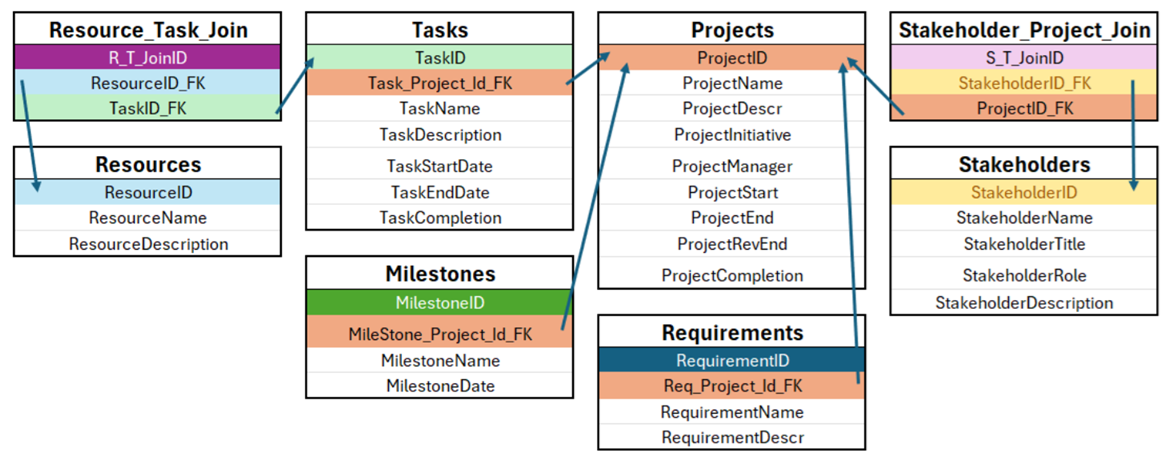 Resource_Task_Join
R_T_JoinID
ResourceID_FK
TaskID_FK
Resources
ResourceID
ResourceName
ResourceDescription
Tasks
TaskID
Task_Project_Id_FK
TaskName
TaskDescription
TaskStartDate
TaskEndDate
TaskCompletion
Milestones
MilestoneID
MileStone_Project_Id_FK
MilestoneName
MilestoneDate
Projects
ProjectID
ProjectName
ProjectDescr
ProjectInitiative
ProjectManager
ProjectStart
ProjectEnd
ProjectRevEnd
ProjectCompletion
Requirements
RequirementID
Req_Project_Id_FK
RequirementName
RequirementDescr
Stakeholder_Project_Join
S_T_JoinID
StakeholderID_FK
ProjectID_FK
Stakeholders
StakeholderID
StakeholderName
StakeholderTitle
StakeholderRole
StakeholderDescription